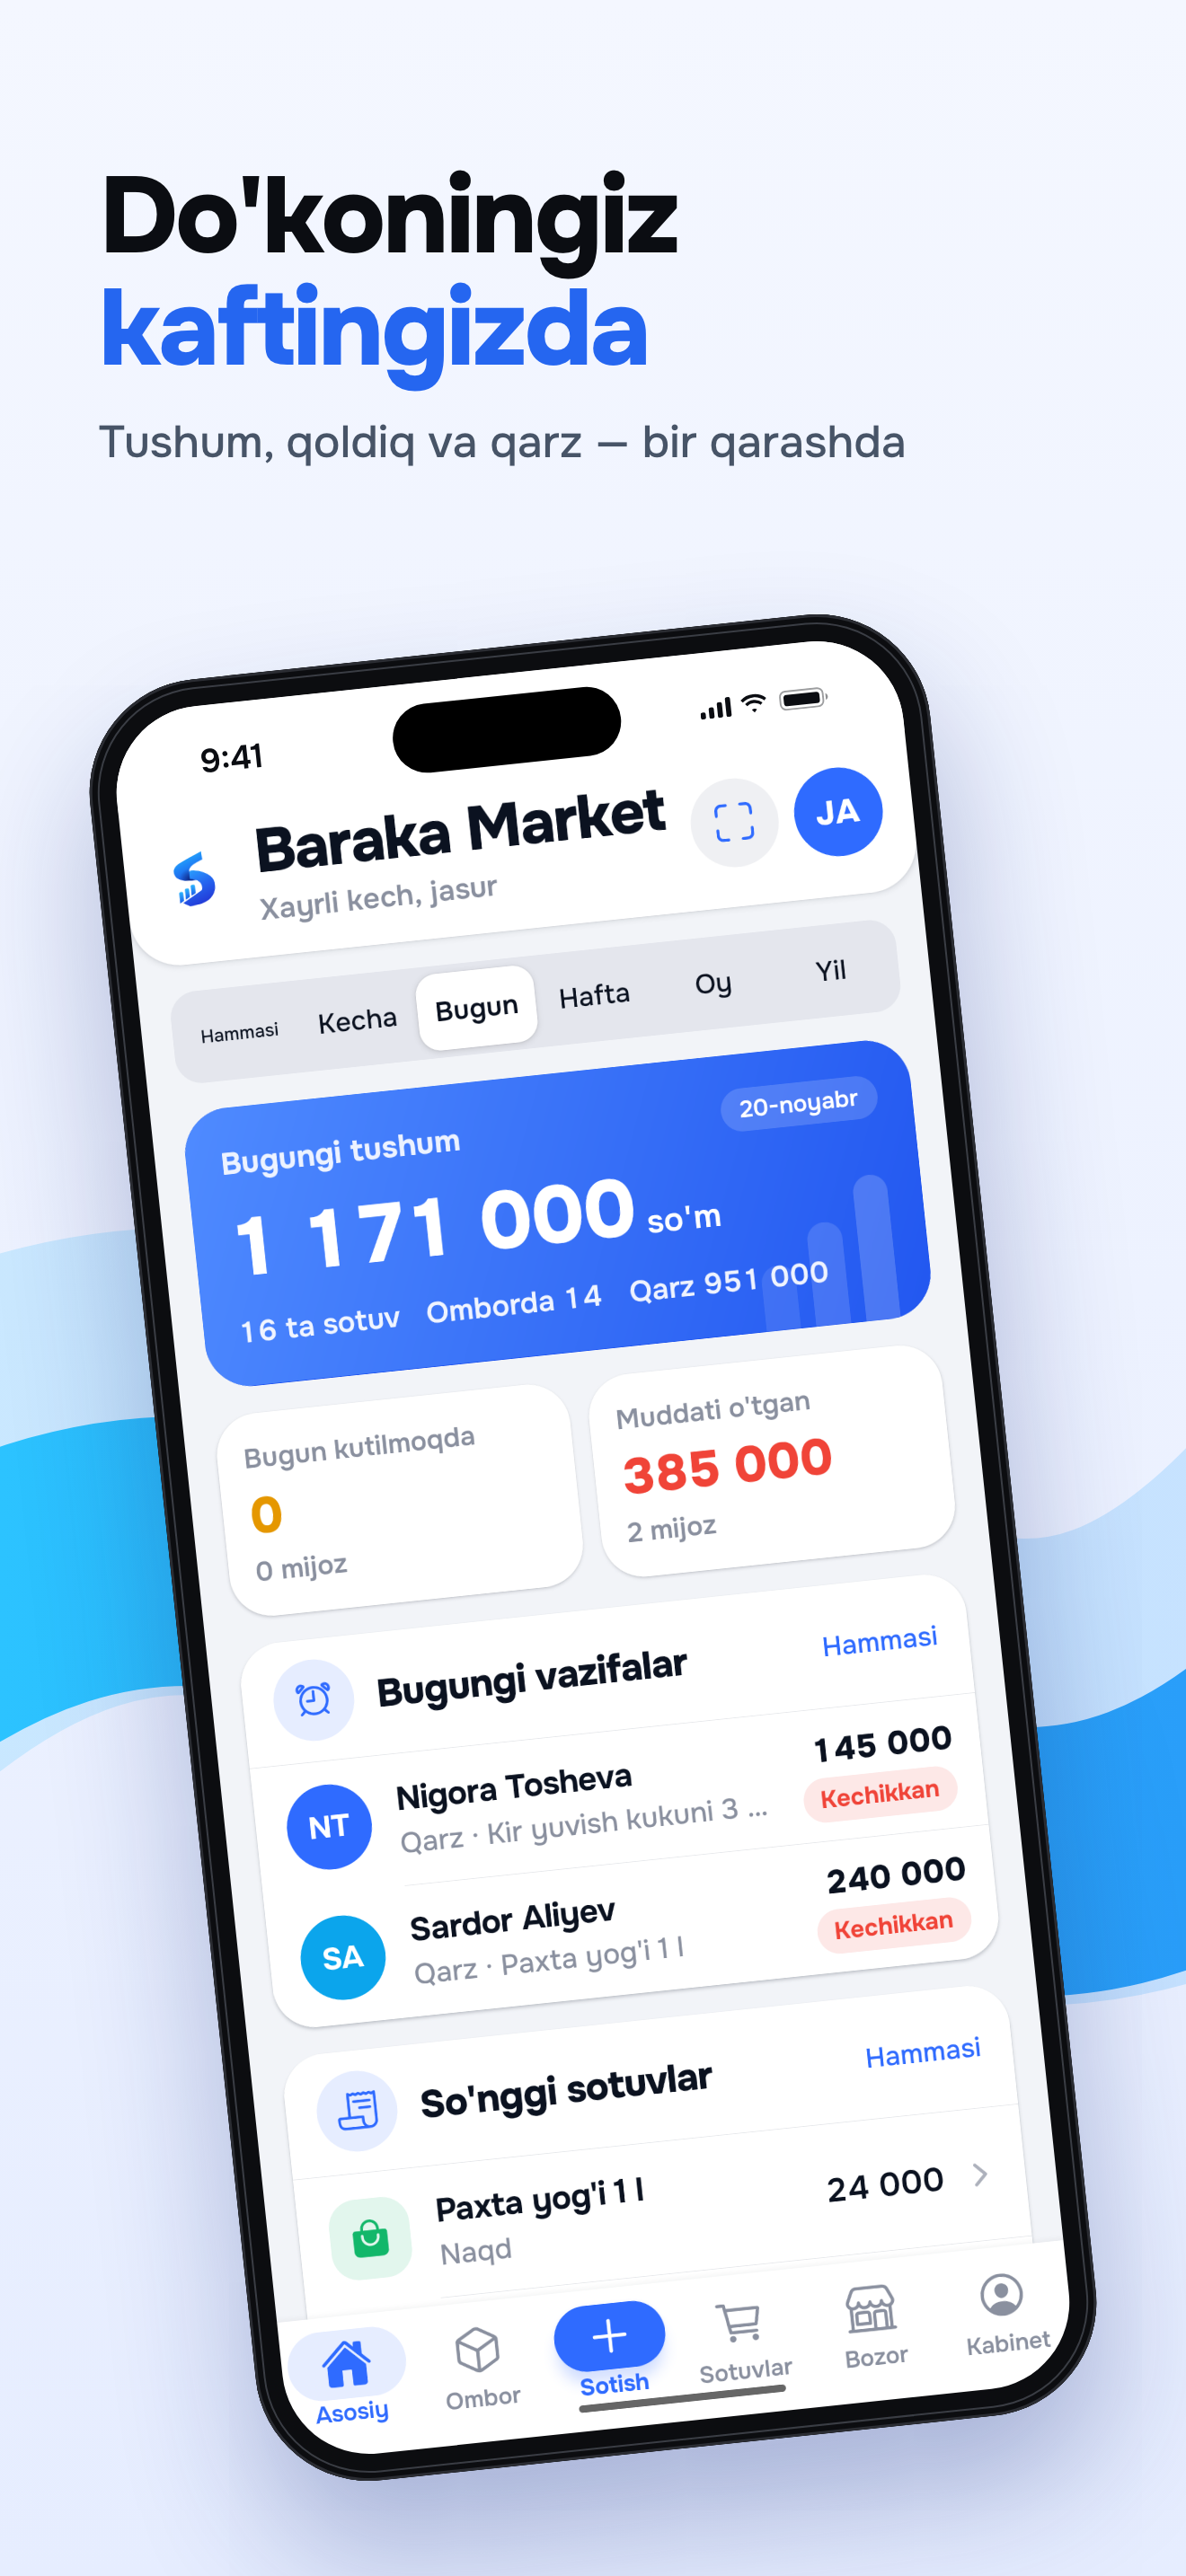 Do'koningiz
kaftingizda
Tushum, qoldiq va qarz — bir qarashda
9:41
Baraka Market
Xayrli kech, jasur
JA
Hammasi Kecha Bugun Hafta Oy Yil
20-noyabr
Bugungi tushum
1 171 000 so'm
16 ta sotuv Omborda 14 Qarz 951 000
Bugun kutilmoqda
0
0 mijoz
Muddati o'tgan
385 000
2 mijoz
Bugungi vazifalar
Hammasi
NT
Nigora Tosheva
145 000
Qarz · Kir yuvish kukuni 3 ...
Kechikkan
SA
Sardor Aliyev
240 000
Qarz · Paxta yog'i 1 l
Kechikkan
So'nggi sotuvlar
Hammasi
Paxta yog'i 1 l
24 000
Naqd
Asosiy Ombor Sotish Sotuvlar Bozor Kabinet